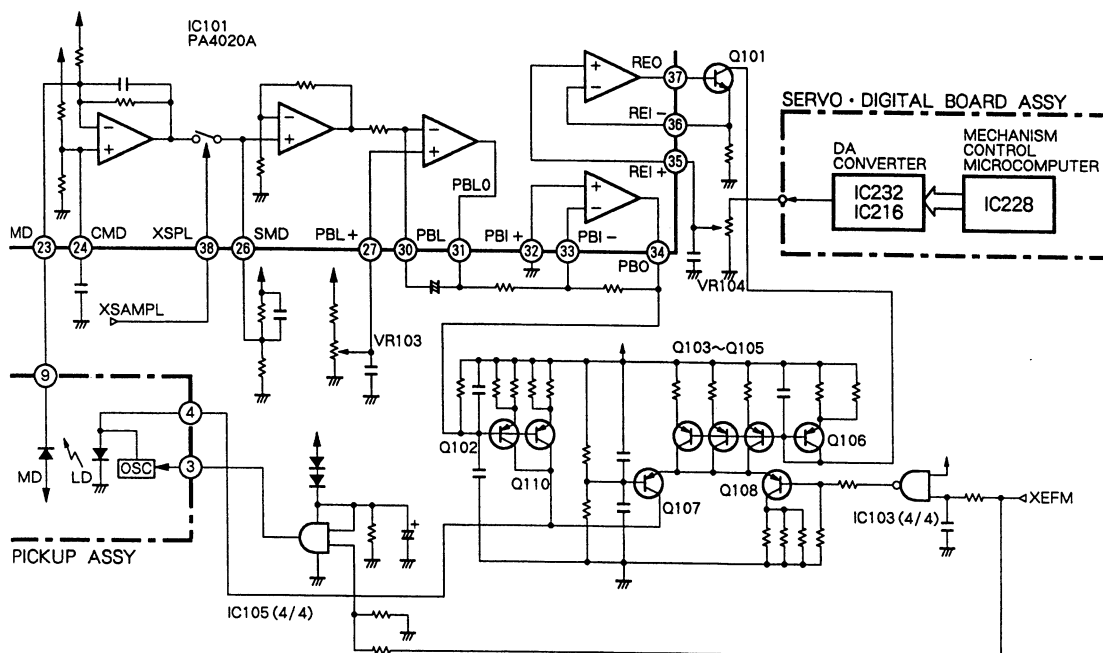 IC101
PA4020A
REO
37
Q101
SERVO · DIGITAL BOARD ASSY
REI -
36
DA
CONVERTER
MECHANISM
CONTROL
MICROCOMPUTER
35
REI +
IC232
IC216
IC228
PBL0
MD
23
24
CMD
XSPL
38
26
SMD
PBL +
27
30
PBL
31
PBI +
32
33
PBI -
34
PBO
VR104
XSAMPL
VR103
Q103~Q105
9
4
3
MD
LD
OSC
PICKUP ASSY
Q102
Q110
Q106
Q107
Q108
IC103 (4/4)
XEFM
+
IC105 (4/4)